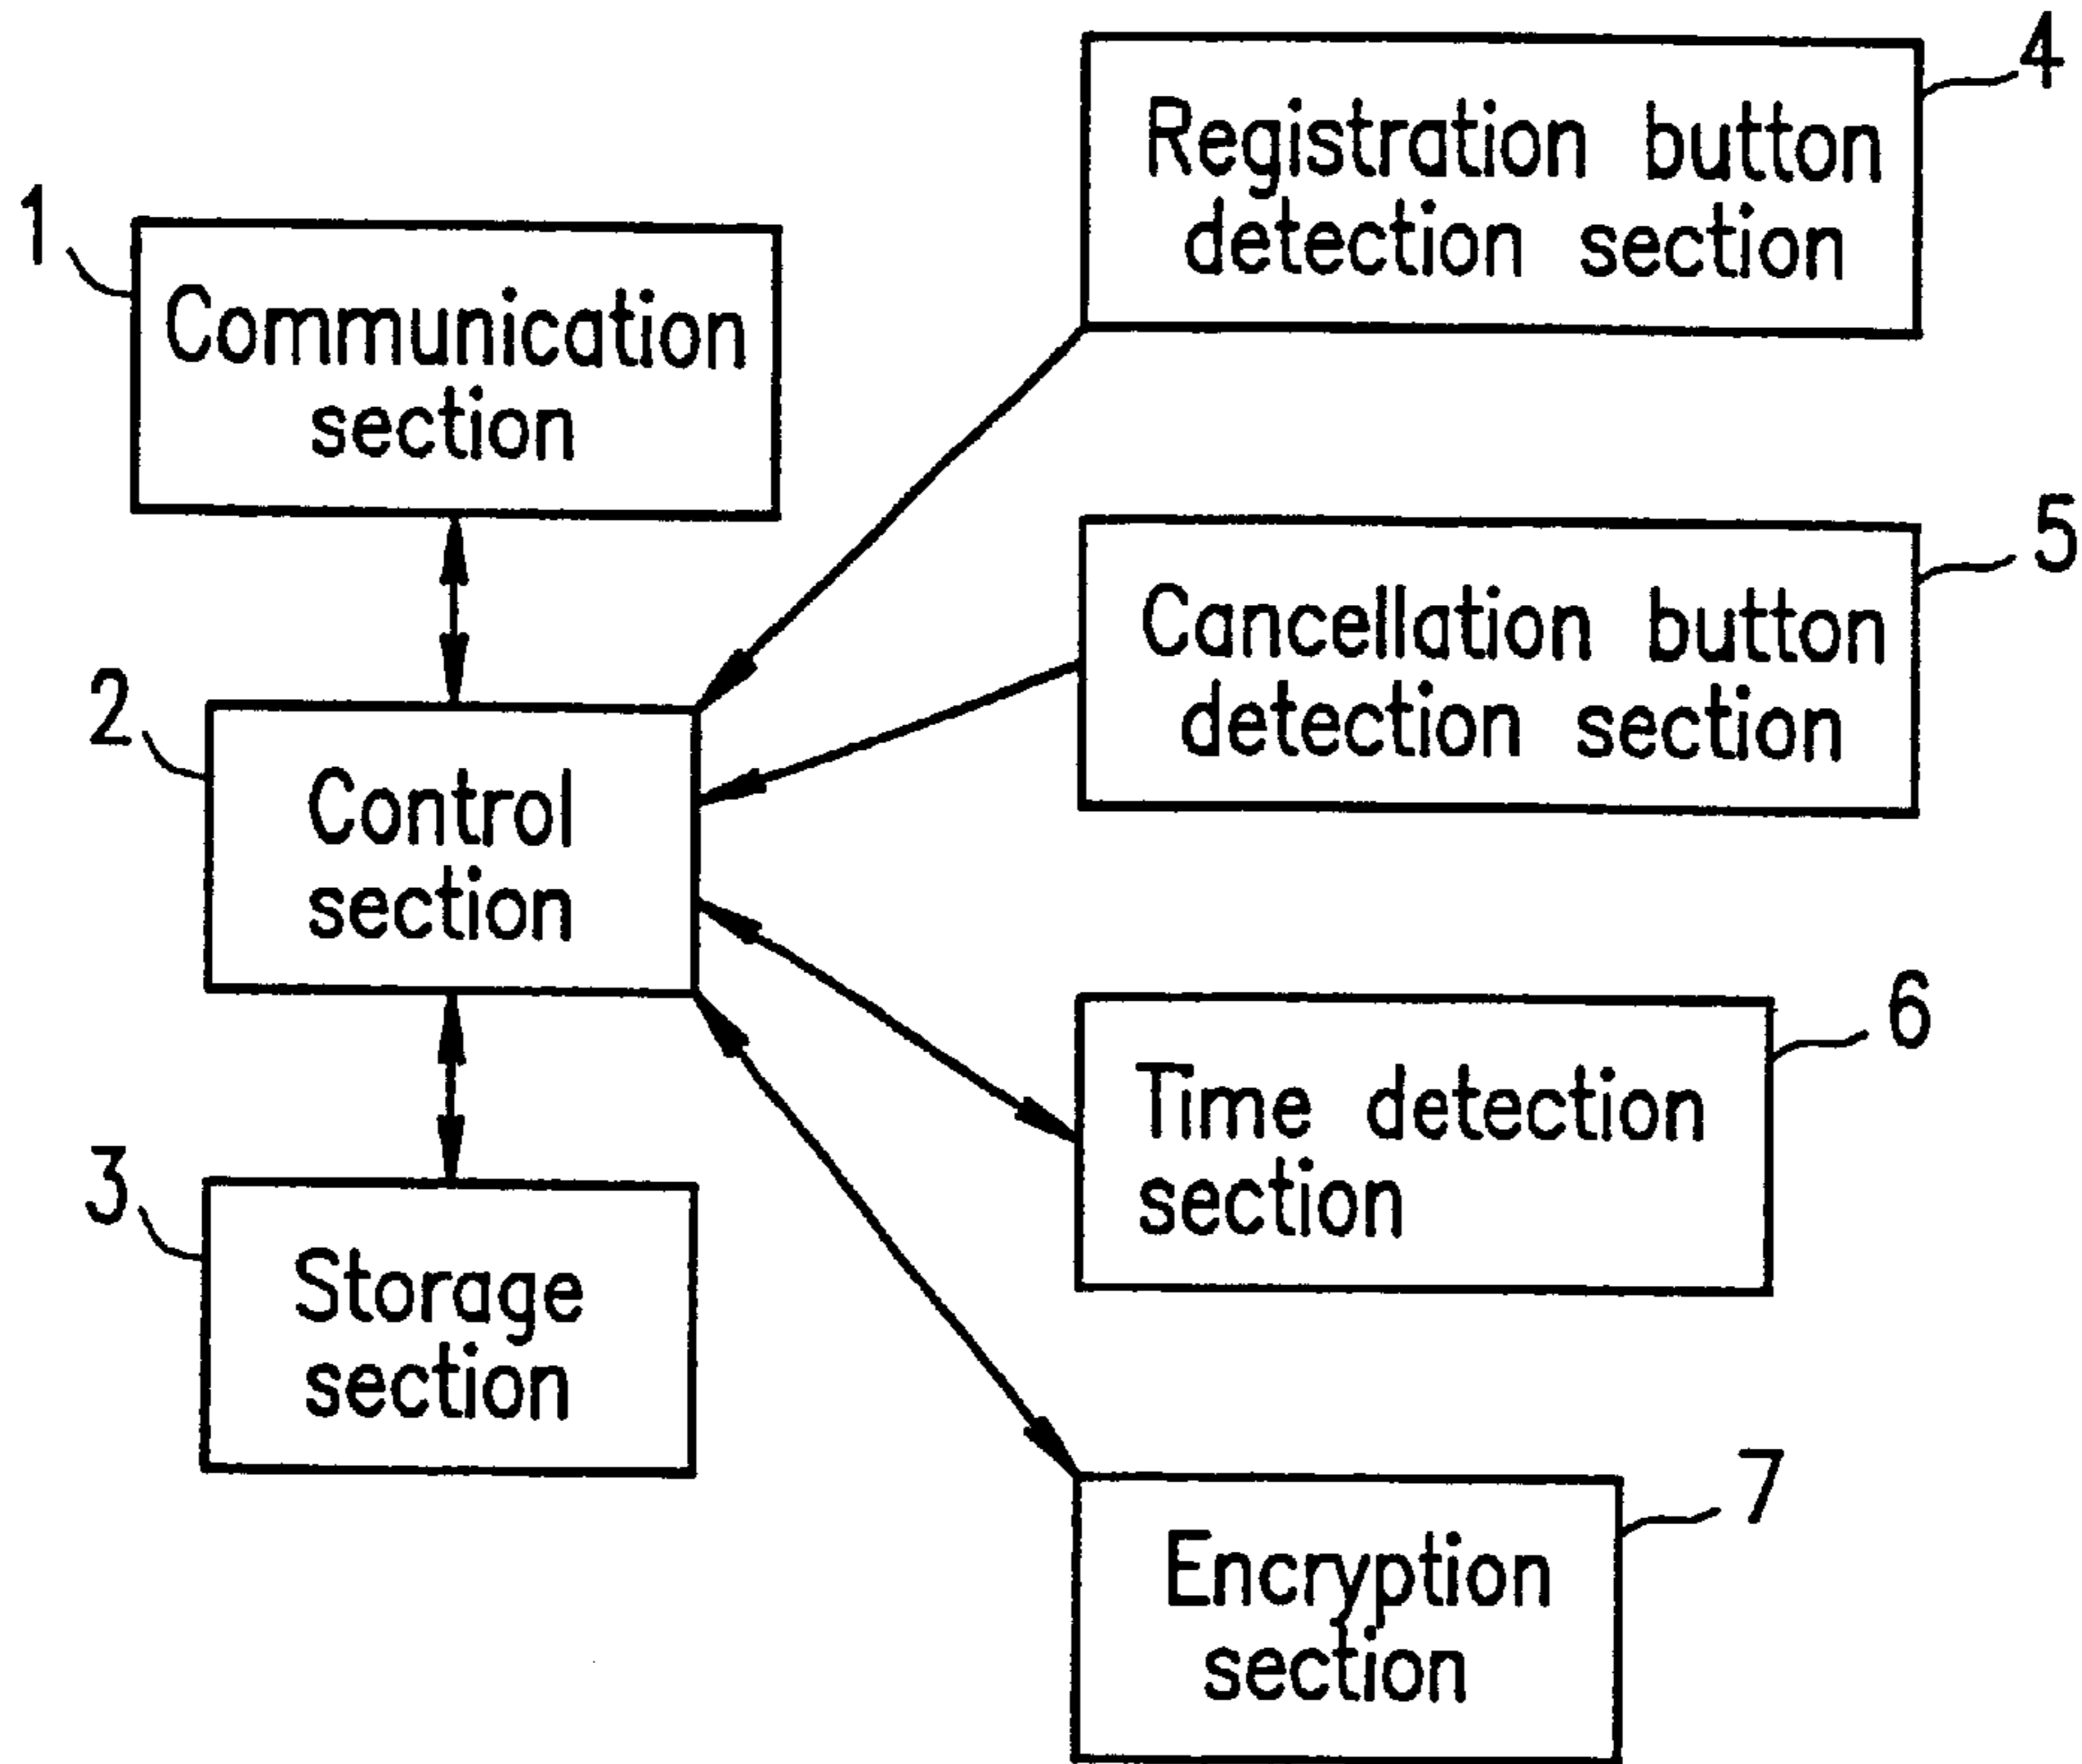 1
Communication
section
2
Control
section
3
Storage
section
4
Registration button
detection section
5
Cancellation button
detection section
6
Time detection
section
7
Encryption
section